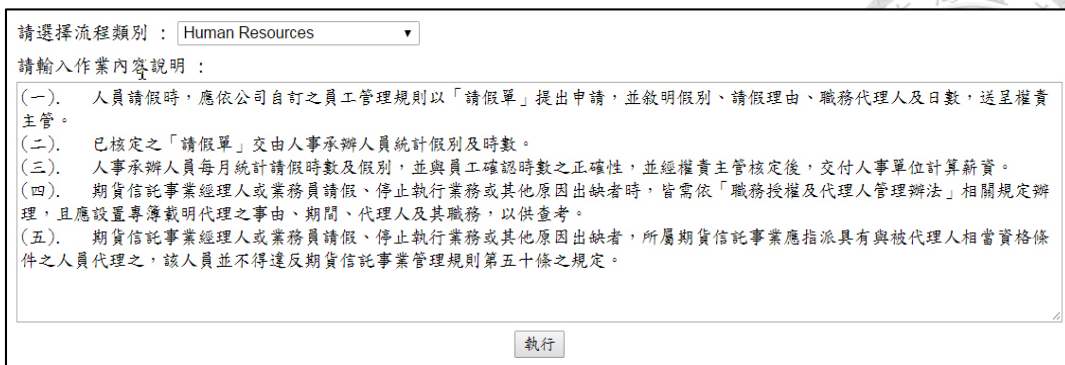 請選擇流程類別 : Human Resources
請輸入作業內容說明 :
(一). 人員請假時，應依公司自訂之員工管理規則以「請假單」提出申請，並敘明假別、請假理由、職務代理人及日數，送呈權責
主管。
(二). 已核定之「請假單」交由人事承辦人員統計假別及時數。
(三). 人事承辦人員每月統計請假時數及假別，並與員工確認時數之正確性，並經權責主管核定後，交付人事單位計算薪資。
(四). 期貨信託事業經理人或業務員請假、停止執行業務或其他原因出缺者時，皆需依「職務授權及代理人管理辦法」相關規定辦
理，且應設置專簿載明代理之事由、期間、代理人及其職務，以供查考。
(五). 期貨信託事業經理人或業務員請假、停止執行業務或其他原因出缺者，所屬期貨信託事業應指派具有與被代理人相當資格條
件之人員代理之，該人員並不得違反期貨信託事業管理規則第五十條之規定。
執行